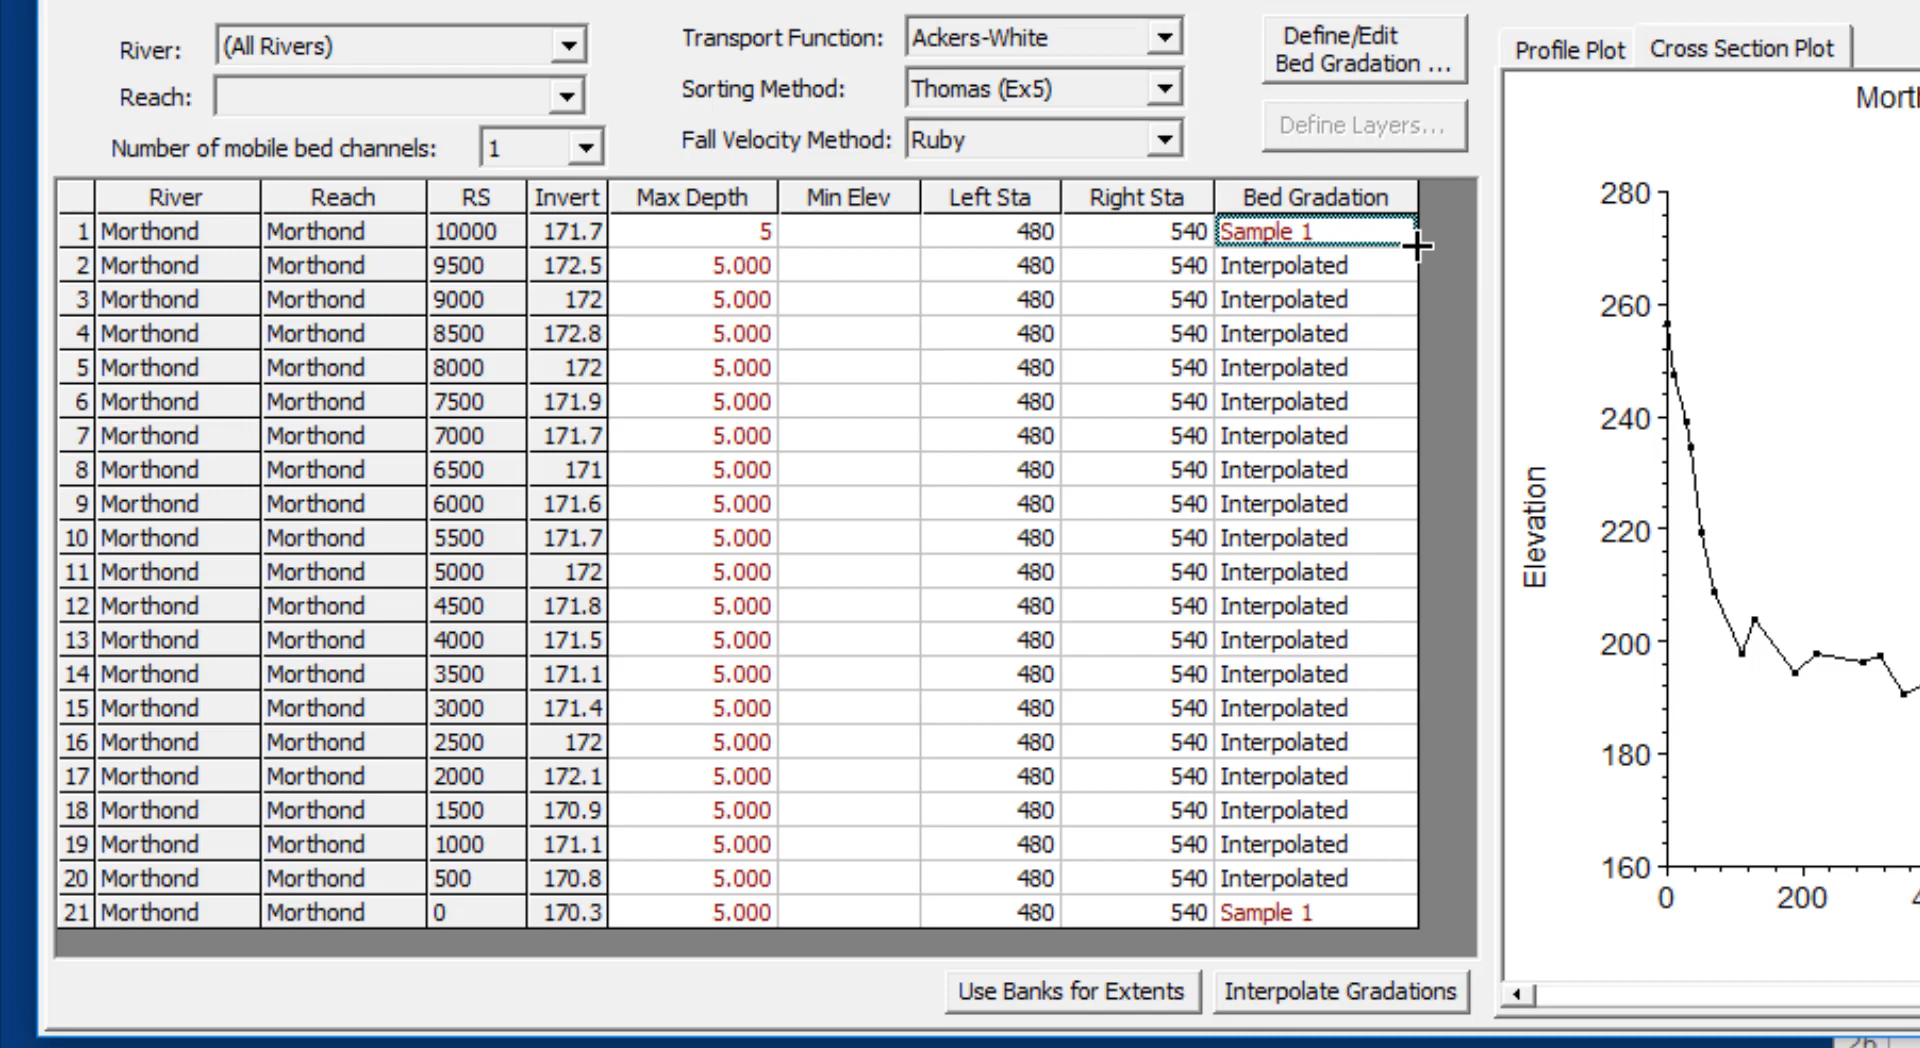 River: (All Rivers)
Reach:
Number of mobile bed channels: 1
Transport Function: Ackers-White
Sorting Method: Thomas (Ex5)
Fall Velocity Method: Ruby
Define/Edit
Bed Gradation ...
Define Layers...
River Reach RS Invert Max Depth Min Elev Left Sta Right Sta Bed Gradation
1 Morthond Morthond 10000 171.7 5 480 540 Sample 1
2 Morthond Morthond 9500 172.5 5.000 480 540 Interpolated
3 Morthond Morthond 9000 172 5.000 480 540 Interpolated
4 Morthond Morthond 8500 172.8 5.000 480 540 Interpolated
5 Morthond Morthond 8000 172 5.000 480 540 Interpolated
6 Morthond Morthond 7500 171.9 5.000 480 540 Interpolated
7 Morthond Morthond 7000 171.7 5.000 480 540 Interpolated
8 Morthond Morthond 6500 171 5.000 480 540 Interpolated
9 Morthond Morthond 6000 171.6 5.000 480 540 Interpolated
10 Morthond Morthond 5500 171.7 5.000 480 540 Interpolated
11 Morthond Morthond 5000 172 5.000 480 540 Interpolated
12 Morthond Morthond 4500 171.8 5.000 480 540 Interpolated
13 Morthond Morthond 4000 171.5 5.000 480 540 Interpolated
14 Morthond Morthond 3500 171.1 5.000 480 540 Interpolated
15 Morthond Morthond 3000 171.4 5.000 480 540 Interpolated
16 Morthond Morthond 2500 172 5.000 480 540 Interpolated
17 Morthond Morthond 2000 172.1 5.000 480 540 Interpolated
18 Morthond Morthond 1500 170.9 5.000 480 540 Interpolated
19 Morthond Morthond 1000 171.1 5.000 480 540 Interpolated
20 Morthond Morthond 500 170.8 5.000 480 540 Interpolated
21 Morthond Morthond 0 170.3 5.000 480 540 Sample 1
Use Banks for Extents
Interpolate Gradations
Profile Plot
Cross Section Plot
280
260
240
220
200
180
160
Elevation
0 200